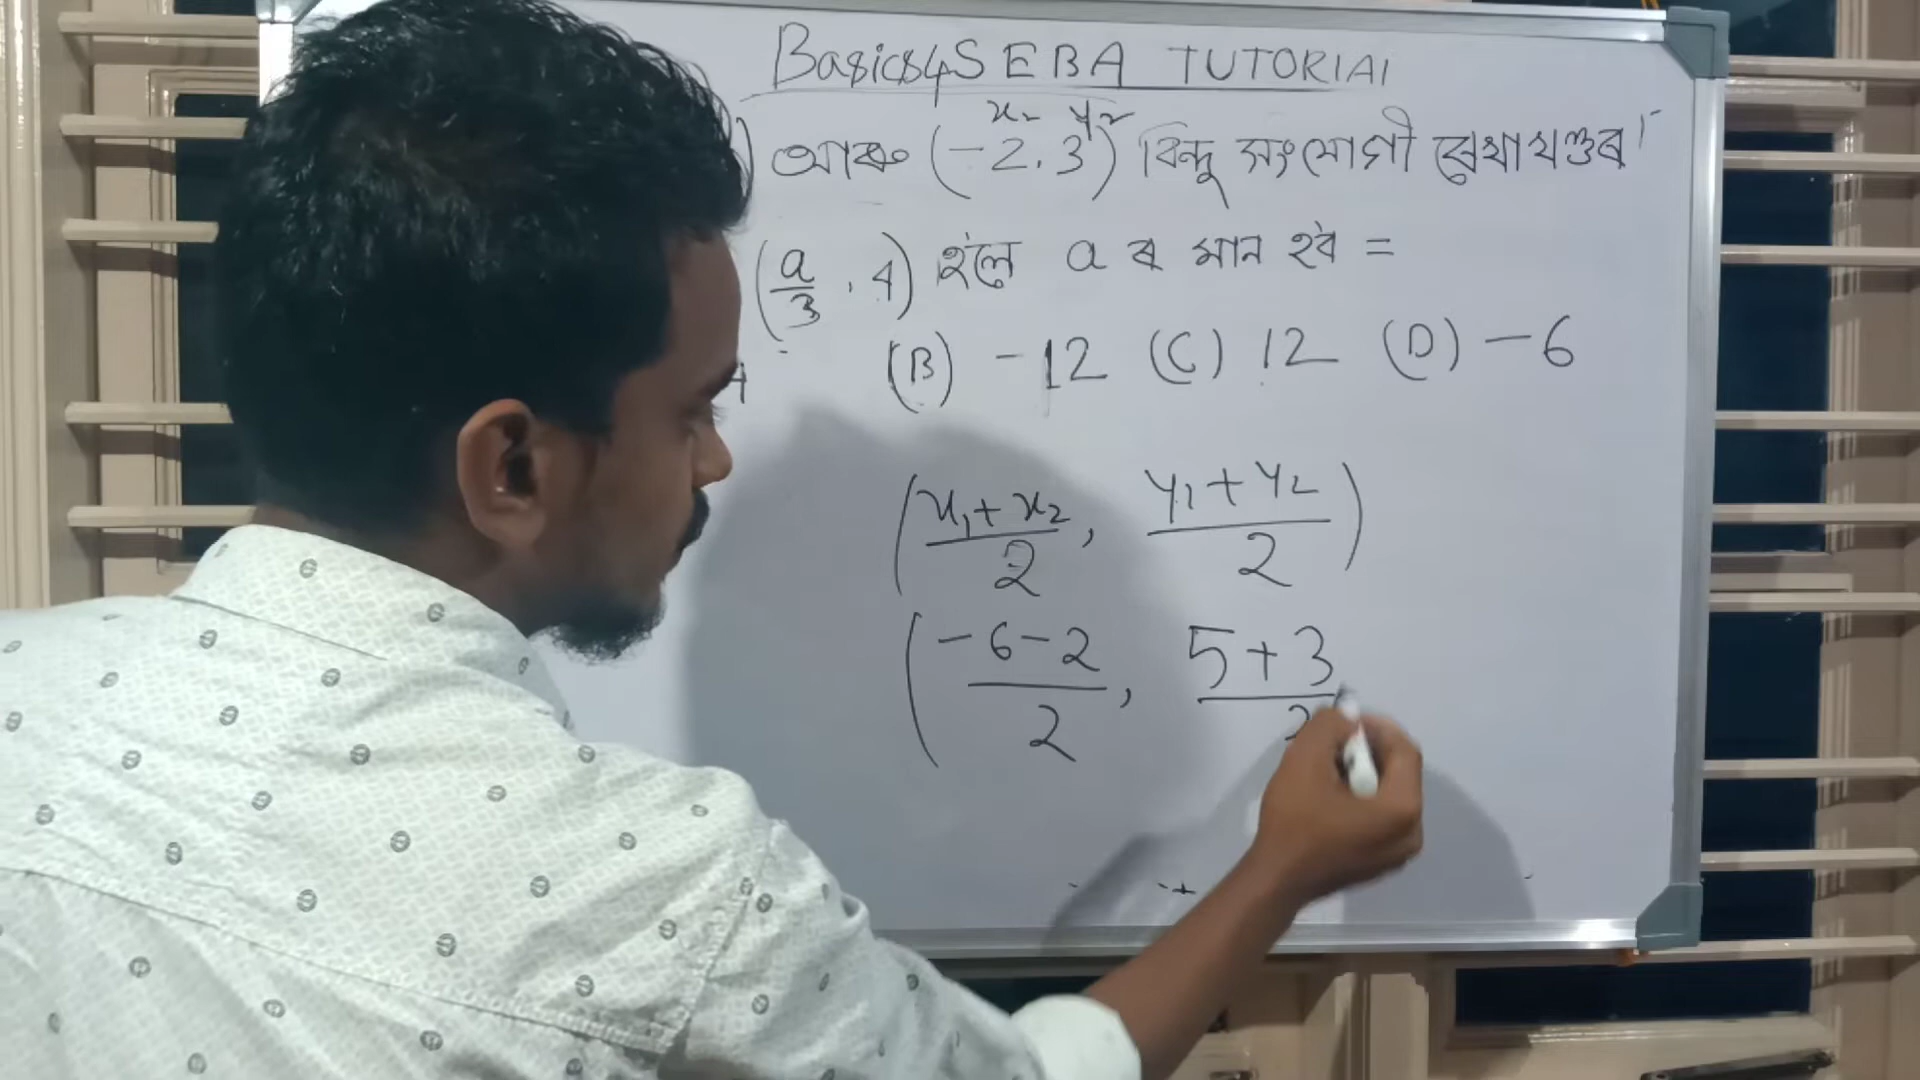 Basics4SEBA TUTORIAL
x₂ y₂
) আৰু (-2, 3) বিন্দু সংযোগী ৰেখাখণ্ডৰ
(a/3, 4) হ'লে a ৰ মান হ'ব =
(B) -12 (C) 12 (D) -6
(x₁+x₂/2, y₁+y₂/2)
(-6-2/2, 5+3/2